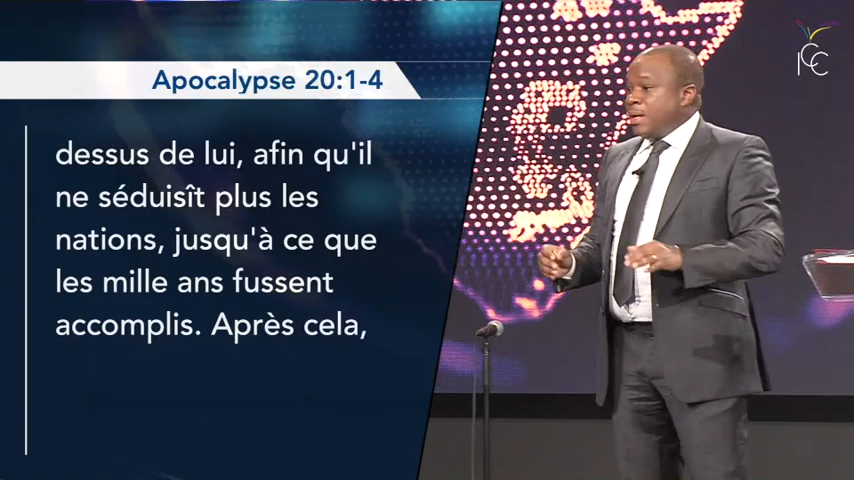 Apocalypse 20:1-4
dessus de lui, afin qu'il
ne séduisît plus les
nations, jusqu'à ce que
les mille ans fussent
accomplis. Après cela,
ICC